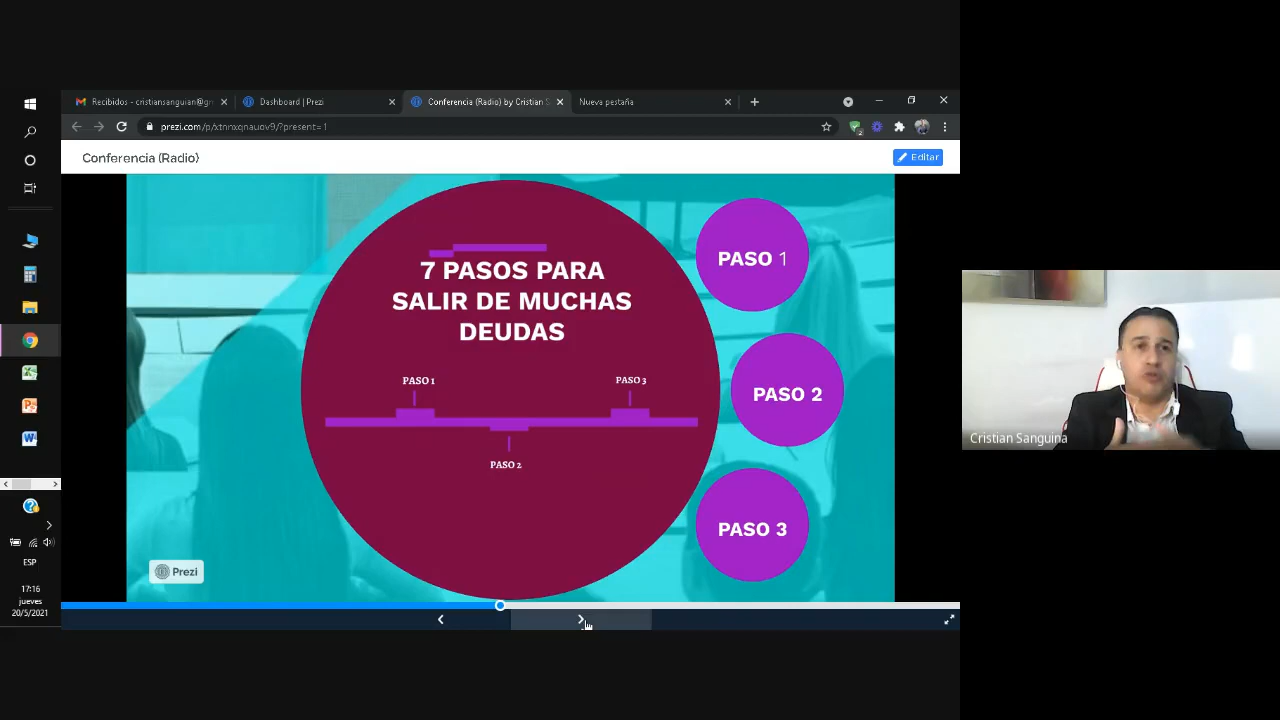 Recibidos - cristiansanguian@gn
Dashboard | Prezi
Conferencia (Radio) by Cristian S
Nueva pestaña
prezi.com/p/xtnnxqnauov9/?present=1
2
Conferencia (Radio)
Editar
7 PASOS PARA
SALIR DE MUCHAS
DEUDAS
PASO 1
PASO 3
PASO 2
PASO 1
PASO 2
PASO 3
Prezi
Cristian Sanguina
ESP
17:16
jueves
20/5/2021